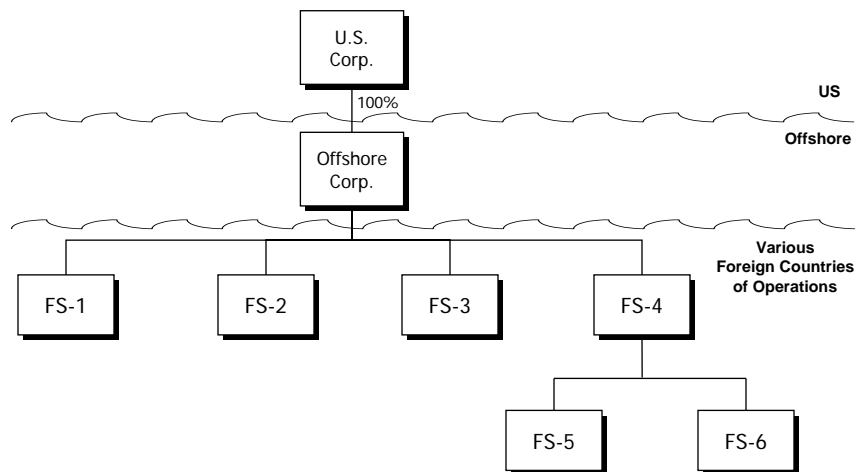 U.S.
Corp.
100%
US
Offshore
Offshore
Corp.
Various
Foreign Countries
of Operations
FS-1
FS-2
FS-3
FS-4
FS-5
FS-6